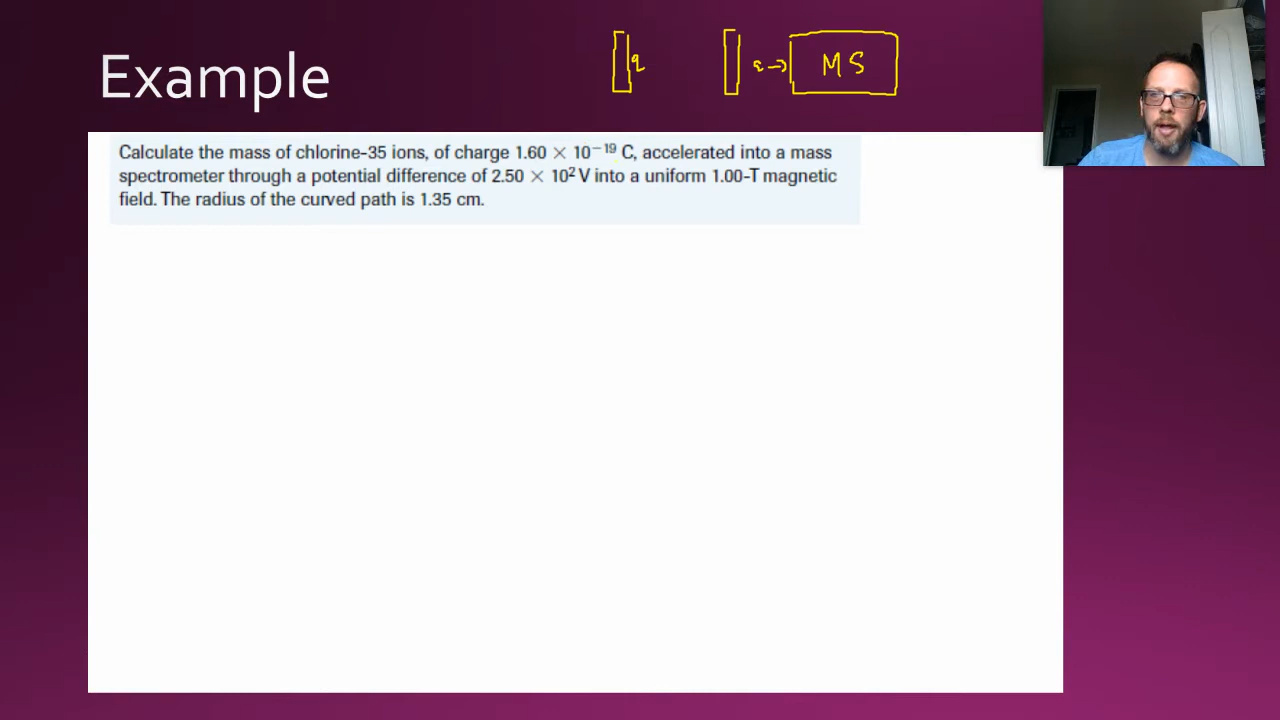 Example
q q→ MS
Calculate the mass of chlorine-35 ions, of charge 1.60 × 10⁻¹⁹ C, accelerated into a mass
spectrometer through a potential difference of 2.50 × 10² V into a uniform 1.00-T magnetic
field. The radius of the curved path is 1.35 cm.